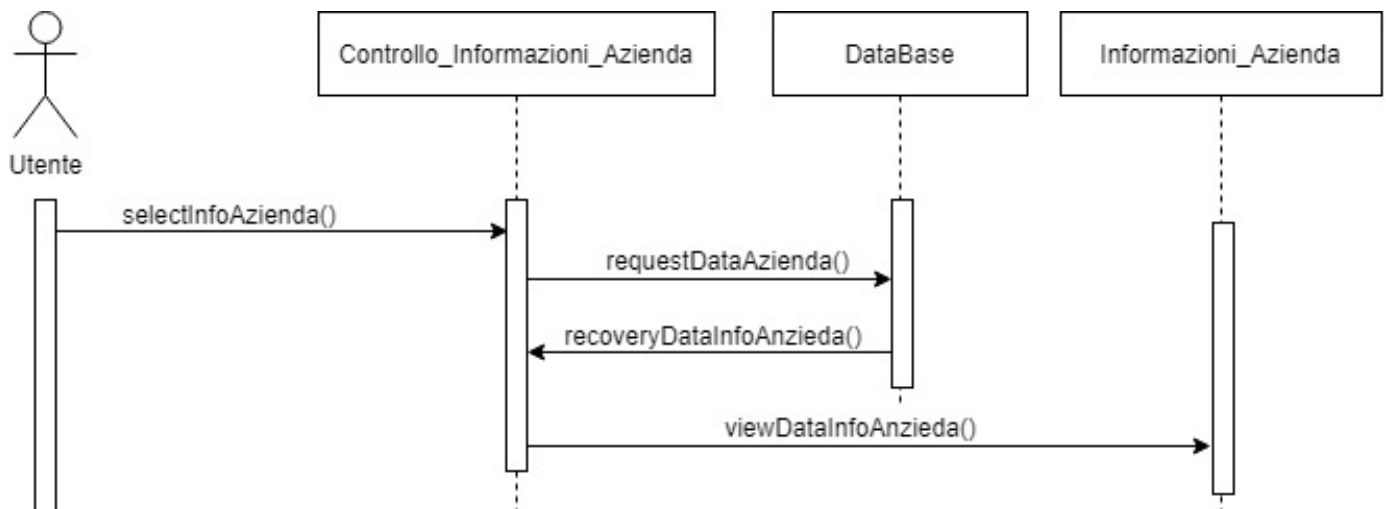 Controllo_Informazioni_Azienda
DataBase
Informazioni_Azienda
Utente
selectInfoAzienda()
requestDataAzienda()
recoveryDataInfoAnzieda()
viewDataInfoAnzieda()